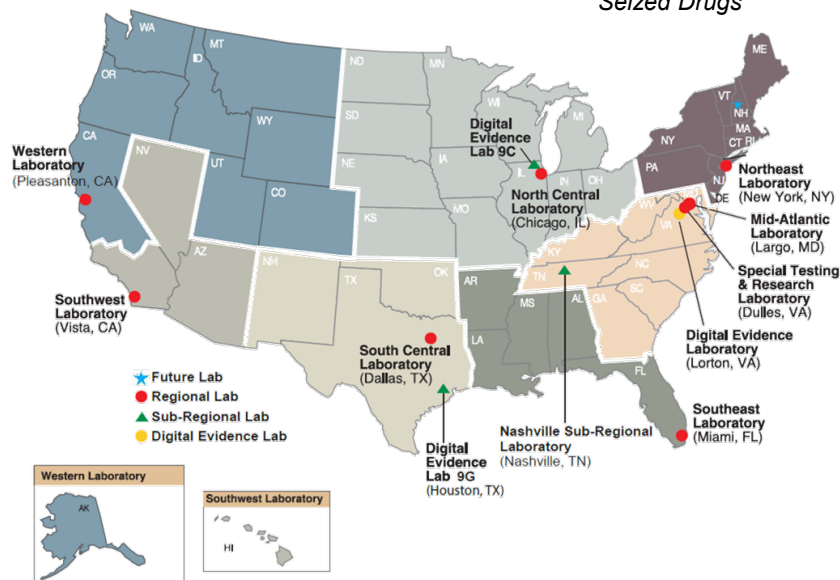 Seized Drugs
WA
MT
ND
MN
ME
OR
ID
VT
NH
WI
MI
SD
NY
MA
CT
RI
WY
Digital
Evidence
Lab 9C
Western
Laboratory
(Pleasanton, CA)
CA
NV
UT
NE
IA
PA
NJ
Northeast
Laboratory
(New York, NY)
IL
IN
OH
DE
CO
North Central
Laboratory
(Chicago, IL)
WV
VA
Mid-Atlantic
Laboratory
(Largo, MD)
KS
MO
KY
AZ
NM
OK
TN
NC
Special Testing
& Research
Laboratory
(Dulles, VA)
TX
AR
SC
MS
AL
GA
Southwest
Laboratory
(Vista, CA)
LA
Digital Evidence
Laboratory
(Lorton, VA)
South Central
Laboratory
(Dallas, TX)
FL
Future Lab
Regional Lab
Sub-Regional Lab
Digital Evidence Lab
Southeast
Laboratory
(Miami, FL)
Nashville Sub-Regional
Laboratory
(Nashville, TN)
Digital
Evidence
Lab 9G
(Houston, TX)
Western Laboratory
AK
Southwest Laboratory
HI